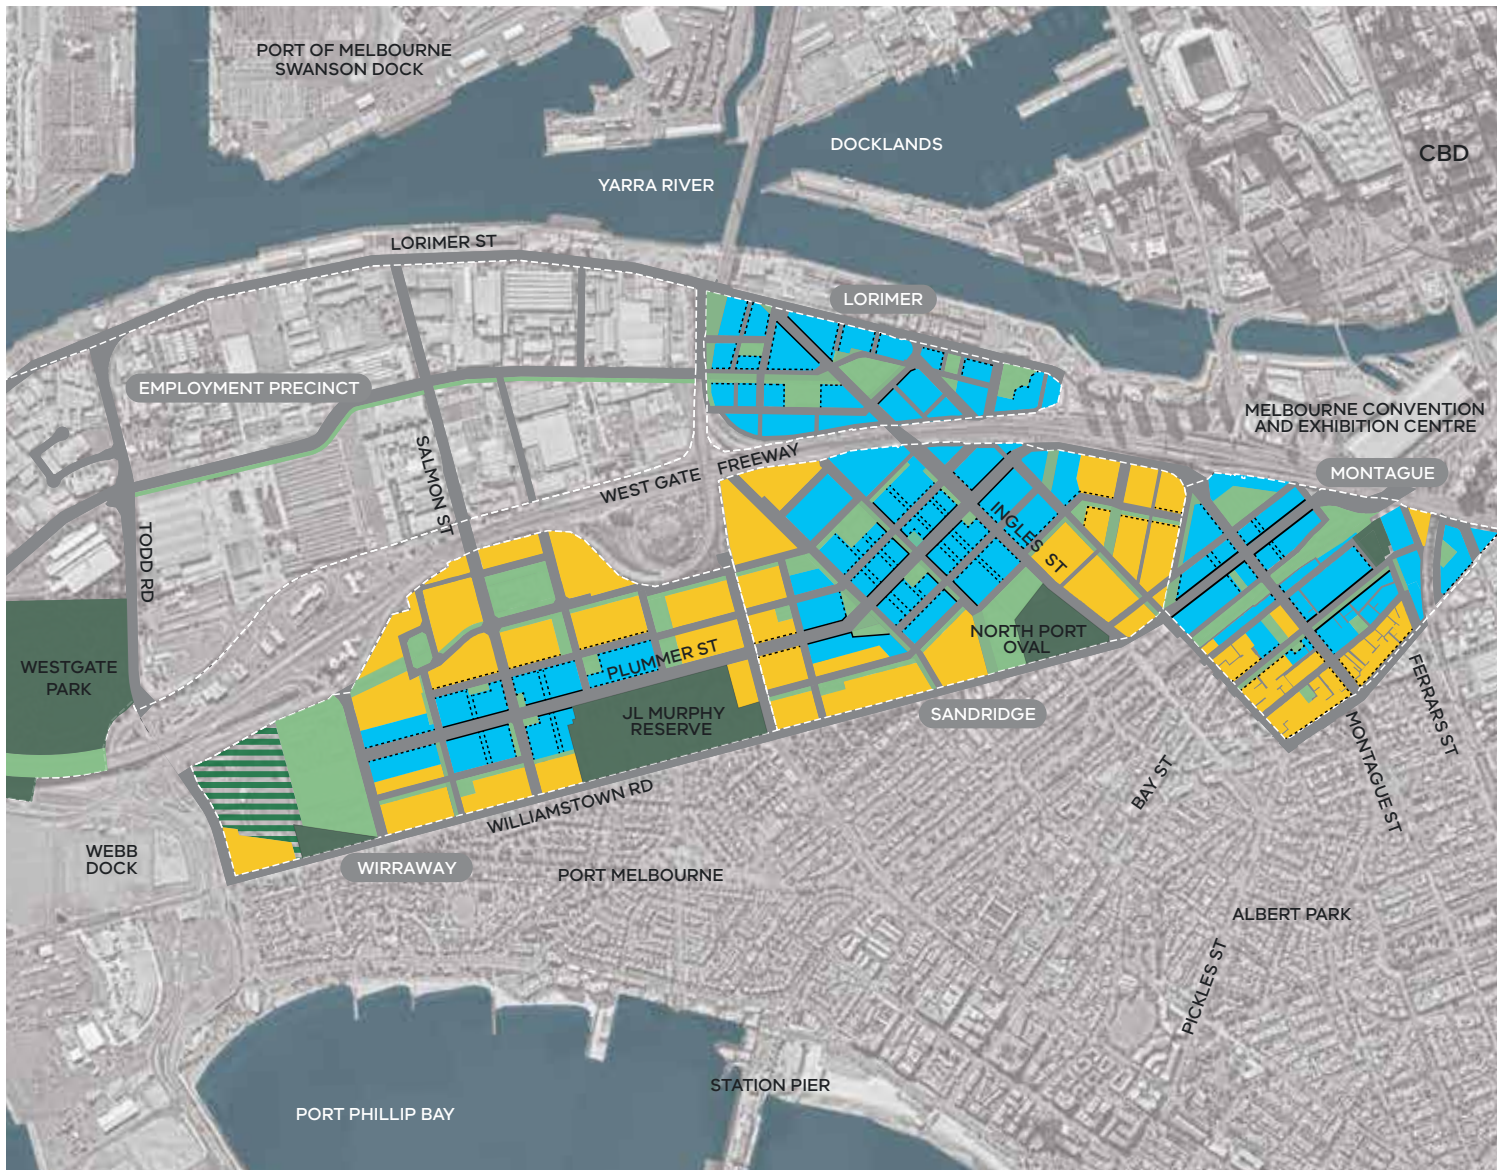 PORT OF MELBOURNE
SWANSON DOCK
DOCKLANDS
CBD
YARRA RIVER
LORIMER ST
LORIMER
EMPLOYMENT PRECINCT
MELBOURNE CONVENTION
AND EXHIBITION CENTRE
SALMON ST
WEST GATE FREEWAY
MONTAGUE
TODD RD
INGLES ST
WESTGATE
PARK
PLUMMER ST
NORTH PORT
OVAL
JL MURPHY
RESERVE
SANDRIDGE
FERRARS ST
MONTAGUE ST
BAY ST
WILLIAMSTOWN RD
WEBB
DOCK
WIRRAWAY
PORT MELBOURNE
ALBERT PARK
PICKLES ST
STATION PIER
PORT PHILLIP BAY